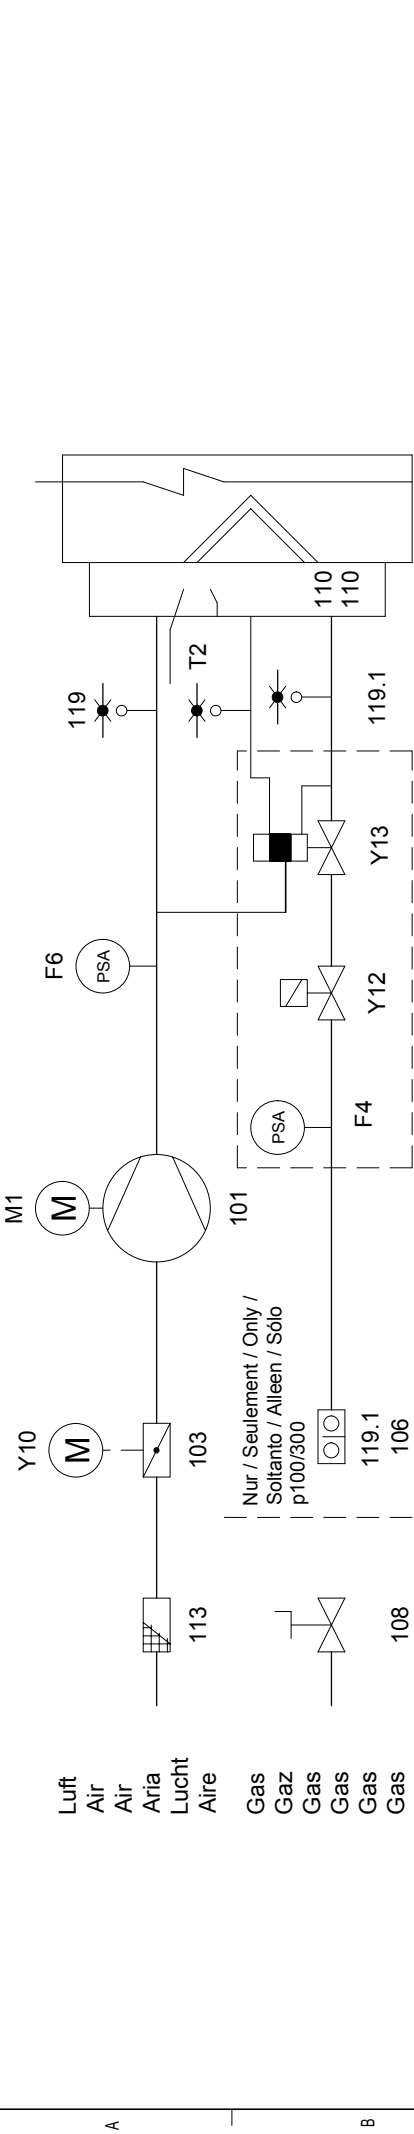 Luft
Air
Air
Aria
Lucht
Aire
Gas
Gaz
Gas
Gas
Gas
Gas
113
108
Y10
M
103
Nur / Seulement / Only /
Soltanto / Alleen / Sólo
p100/300
119.1
106
M1
M
101
F6
PSA
PSA
F4
Y12
Y13
119
T2
119.1
110
110
A
B